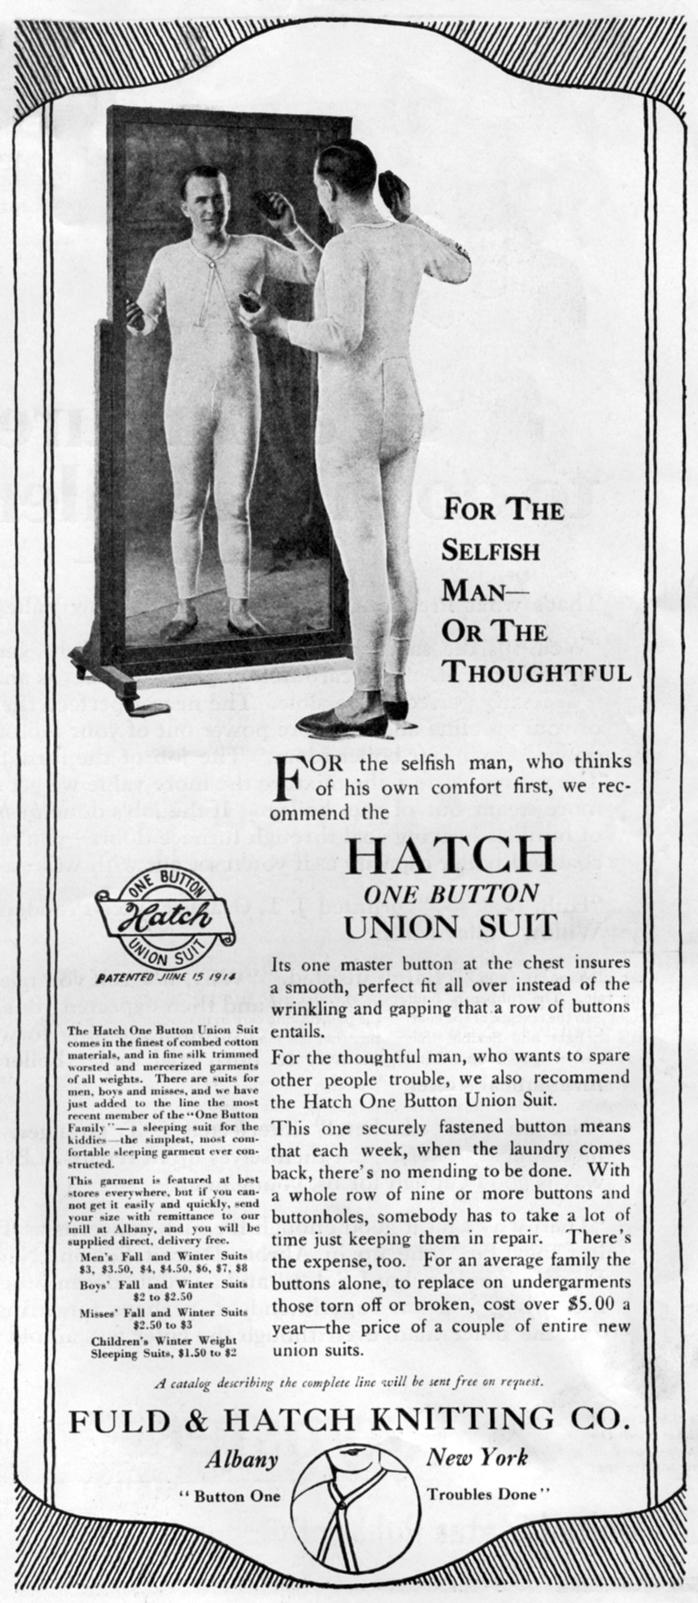 FOR THE
SELFISH
MAN—
OR THE
THOUGHTFUL
FOR the selfish man, who thinks
of his own comfort first, we rec-
ommend the
HATCH
ONE BUTTON
UNION SUIT
Its one master button at the chest insures
a smooth, perfect fit all over instead of the
wrinkling and gapping that a row of buttons
entails.
For the thoughtful man, who wants to spare
other people trouble, we also recommend
the Hatch One Button Union Suit.
This one securely fastened button means
that each week, when the laundry comes
back, there's no mending to be done. With
a whole row of nine or more buttons and
buttonholes, somebody has to take a lot of
time just keeping them in repair. There's
the expense, too. For an average family the
buttons alone, to replace on undergarments
those torn off or broken, cost over $5.00 a
year—the price of a couple of entire new
union suits.
ONE BUTTON
Hatch
UNION SUIT
PATENTED JUNE 15 1914
The Hatch One Button Union Suit
comes in the finest of combed cotton
materials, and in fine silk trimmed
worsted and mercerized garments
of all weights. There are suits for
men, boys and misses, and we have
just added to the line the most
recent member of the "One Button
Family"—a sleeping suit for the
kiddies—the simplest, most com-
fortable sleeping garment ever con-
structed.
This garment is featured at best
stores everywhere, but if you can-
not get it easily and quickly, send
your size with remittance to our
mill at Albany, and you will be
supplied direct, delivery free.
Men's Fall and Winter Suits
$3, $3.50, $4, $4.50, $6, $7, $8
Boys' Fall and Winter Suits
$2 to $2.50
Misses' Fall and Winter Suits
$2.50 to $3
Children's Winter Weight
Sleeping Suits, $1.50 to $2
A catalog describing the complete line will be sent free on request.
FULD & HATCH KNITTING CO.
Albany New York
"Button One Troubles Done"